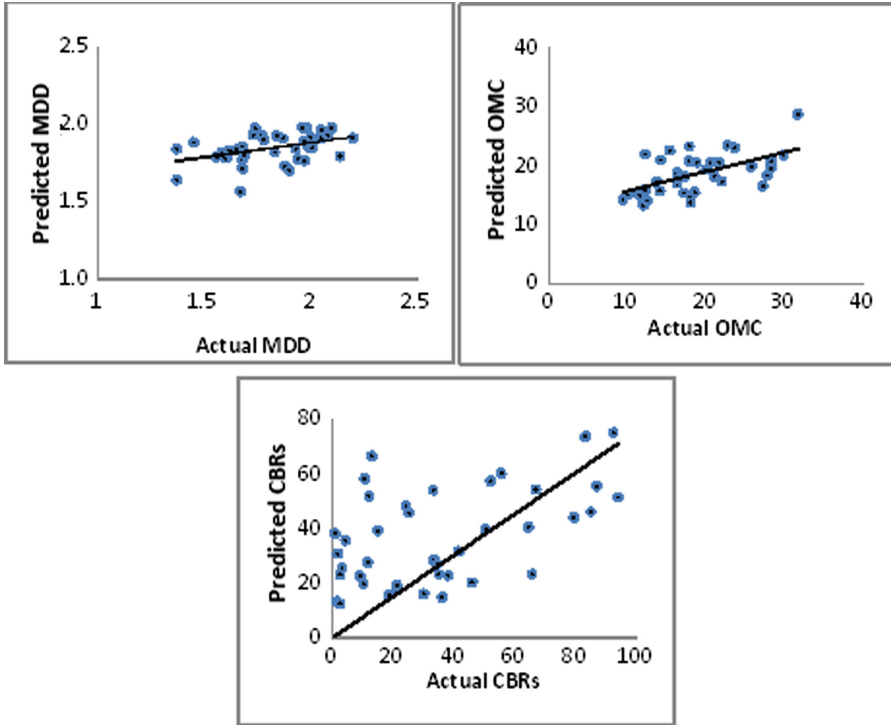 2.5
2.0
1.5
1.0
Predicted MDD
1 1.5 2 2.5
Actual MDD
40
30
20
10
0
Predicted OMC
0 10 20 30 40
Actual OMC
80
60
40
20
0
Predicted CBRs
0 20 40 60 80 100
Actual CBRs